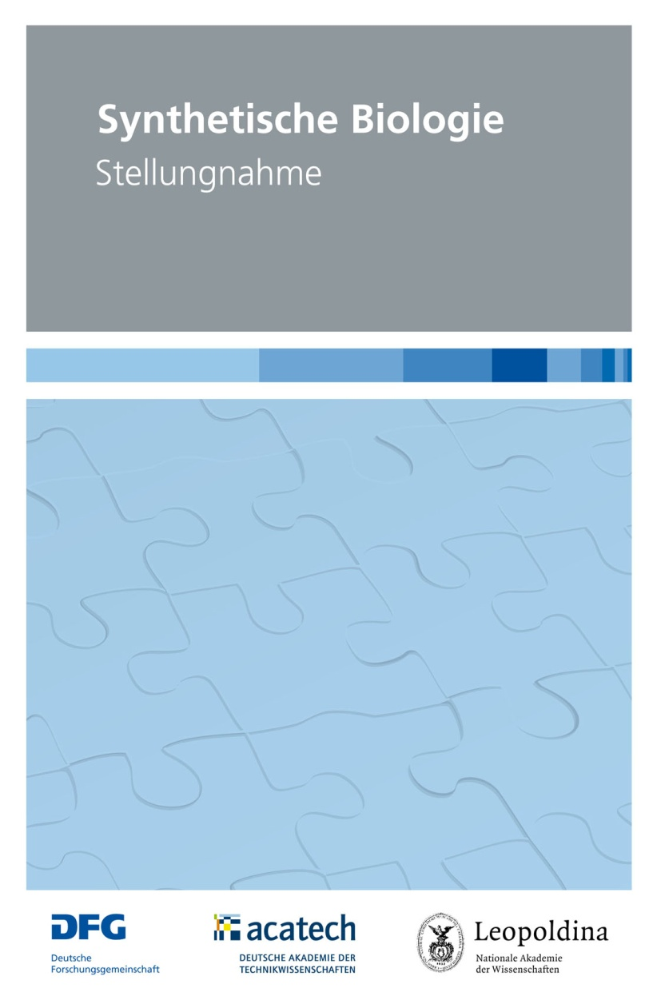 Synthetische Biologie
Stellungnahme
DFG
Deutsche
Forschungsgemeinschaft
acatech
DEUTSCHE AKADEMIE DER
TECHNIKWISSENSCHAFTEN
Leopoldina
Nationale Akademie
der Wissenschaften